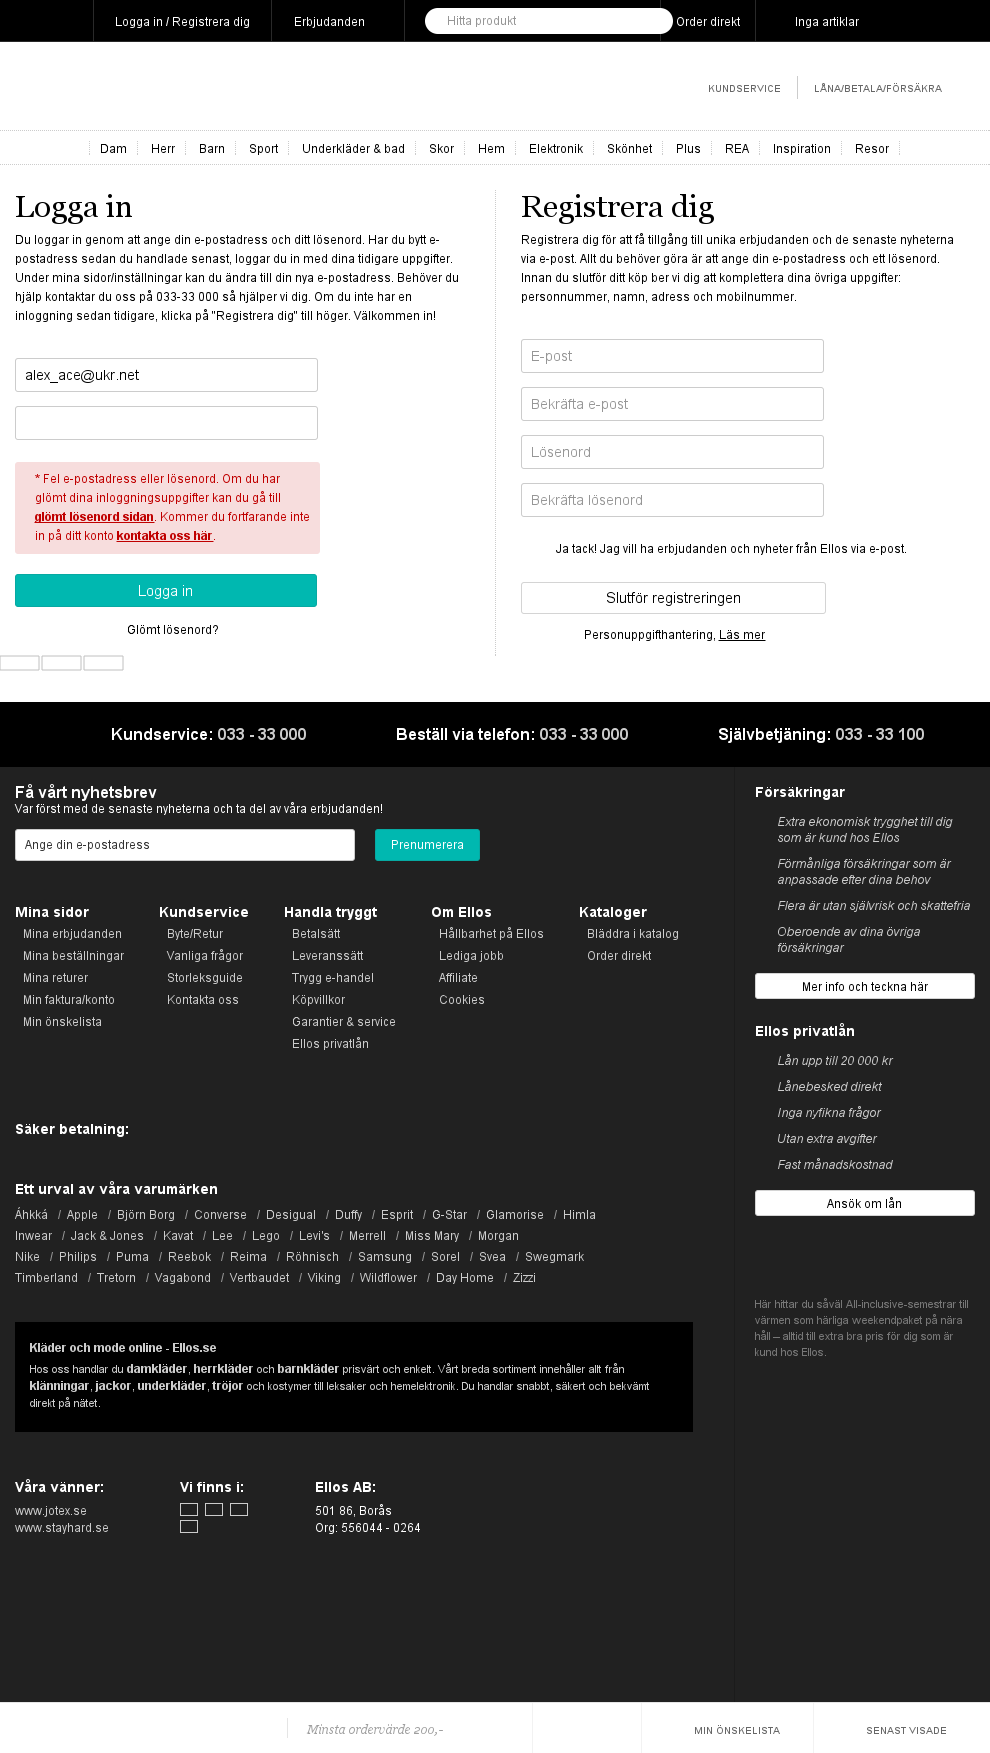 Logga in / Registrera dig
Erbjudanden
Hitta produkt
Order direkt
Inga artiklar
KUNDSERVICE
LÅNA/BETALA/FÖRSÄKRA
Dam Herr Barn Sport Underkläder & bad Skor Hem Elektronik Skönhet Plus REA Inspiration Resor
Logga in
Du loggar in genom att ange din e-postadress och ditt lösenord. Har du bytt e-
postadress sedan du handlade senast, loggar du in med dina tidigare uppgifter.
Under mina sidor/inställningar kan du ändra till din nya e-postadress. Behöver du
hjälp kontaktar du oss på 033-33 000 så hjälper vi dig. Om du inte har en
inloggning sedan tidigare, klicka på "Registrera dig" till höger. Välkommen in!
alex_ace@ukr.net
* Fel e-postadress eller lösenord. Om du har
glömt dina inloggningsuppgifter kan du gå till
glömt lösenord sidan. Kommer du fortfarande inte
in på ditt konto kontakta oss här.
Logga in
Glömt lösenord?
Registrera dig
Registrera dig för att få tillgång till unika erbjudanden och de senaste nyheterna
via e-post. Allt du behöver göra är att ange din e-postadress och ett lösenord.
Innan du slutför ditt köp ber vi dig att komplettera dina övriga uppgifter:
personnummer, namn, adress och mobilnummer.
E-post
Bekräfta e-post
Lösenord
Bekräfta lösenord
Ja tack! Jag vill ha erbjudanden och nyheter från Ellos via e-post.
Slutför registreringen
Personuppgifthantering, Läs mer
Kundservice: 033 - 33 000
Beställ via telefon: 033 - 33 000
Självbetjäning: 033 - 33 100
Få vårt nyhetsbrev
Var först med de senaste nyheterna och ta del av våra erbjudanden!
Ange din e-postadress
Prenumerera
Mina sidor
Mina erbjudanden
Mina beställningar
Mina returer
Min faktura/konto
Min önskelista
Kundservice
Byte/Retur
Vanliga frågor
Storleksguide
Kontakta oss
Handla tryggt
Betalsätt
Leveranssätt
Trygg e-handel
Köpvillkor
Garantier & service
Ellos privatlån
Om Ellos
Hållbarhet på Ellos
Lediga jobb
Affiliate
Cookies
Kataloger
Bläddra i katalog
Order direkt
Säker betalning:
Ett urval av våra varumärken
Áhkká / Apple / Björn Borg / Converse / Desigual / Duffy / Esprit / G-Star / Glamorise / Himla
Inwear / Jack & Jones / Kavat / Lee / Lego / Levi's / Merrell / Miss Mary / Morgan
Nike / Philips / Puma / Reebok / Reima / Röhnisch / Samsung / Sorel / Svea / Swegmark
Timberland / Tretorn / Vagabond / Vertbaudet / Viking / Wildflower / Day Home / Zizzi
Kläder och mode online - Ellos.se
Hos oss handlar du damkläder, herrkläder och barnkläder prisvärt och enkelt. Vårt breda sortiment innehåller allt från
klänningar, jackor, underkläder, tröjor och kostymer till leksaker och hemelektronik. Du handlar snabbt, säkert och bekvämt
direkt på nätet.
Våra vänner:
www.jotex.se
www.stayhard.se
Vi finns i:
Ellos AB:
501 86, Borås
Org: 556044 - 0264
Försäkringar
Extra ekonomisk trygghet till dig
som är kund hos Ellos
Förmånliga försäkringar som är
anpassade efter dina behov
Flera är utan självrisk och skattefria
Oberoende av dina övriga
försäkringar
Mer info och teckna här
Ellos privatlån
Lån upp till 20 000 kr
Lånebesked direkt
Inga nyfikna frågor
Utan extra avgifter
Fast månadskostnad
Ansök om lån
Här hittar du såväl All-inclusive-semestrar till
värmen som härliga weekendpaket på nära
håll – alltid till extra bra pris för dig som är
kund hos Ellos.
Minsta ordervärde 200,-
MIN ÖNSKELISTA
SENAST VISADE